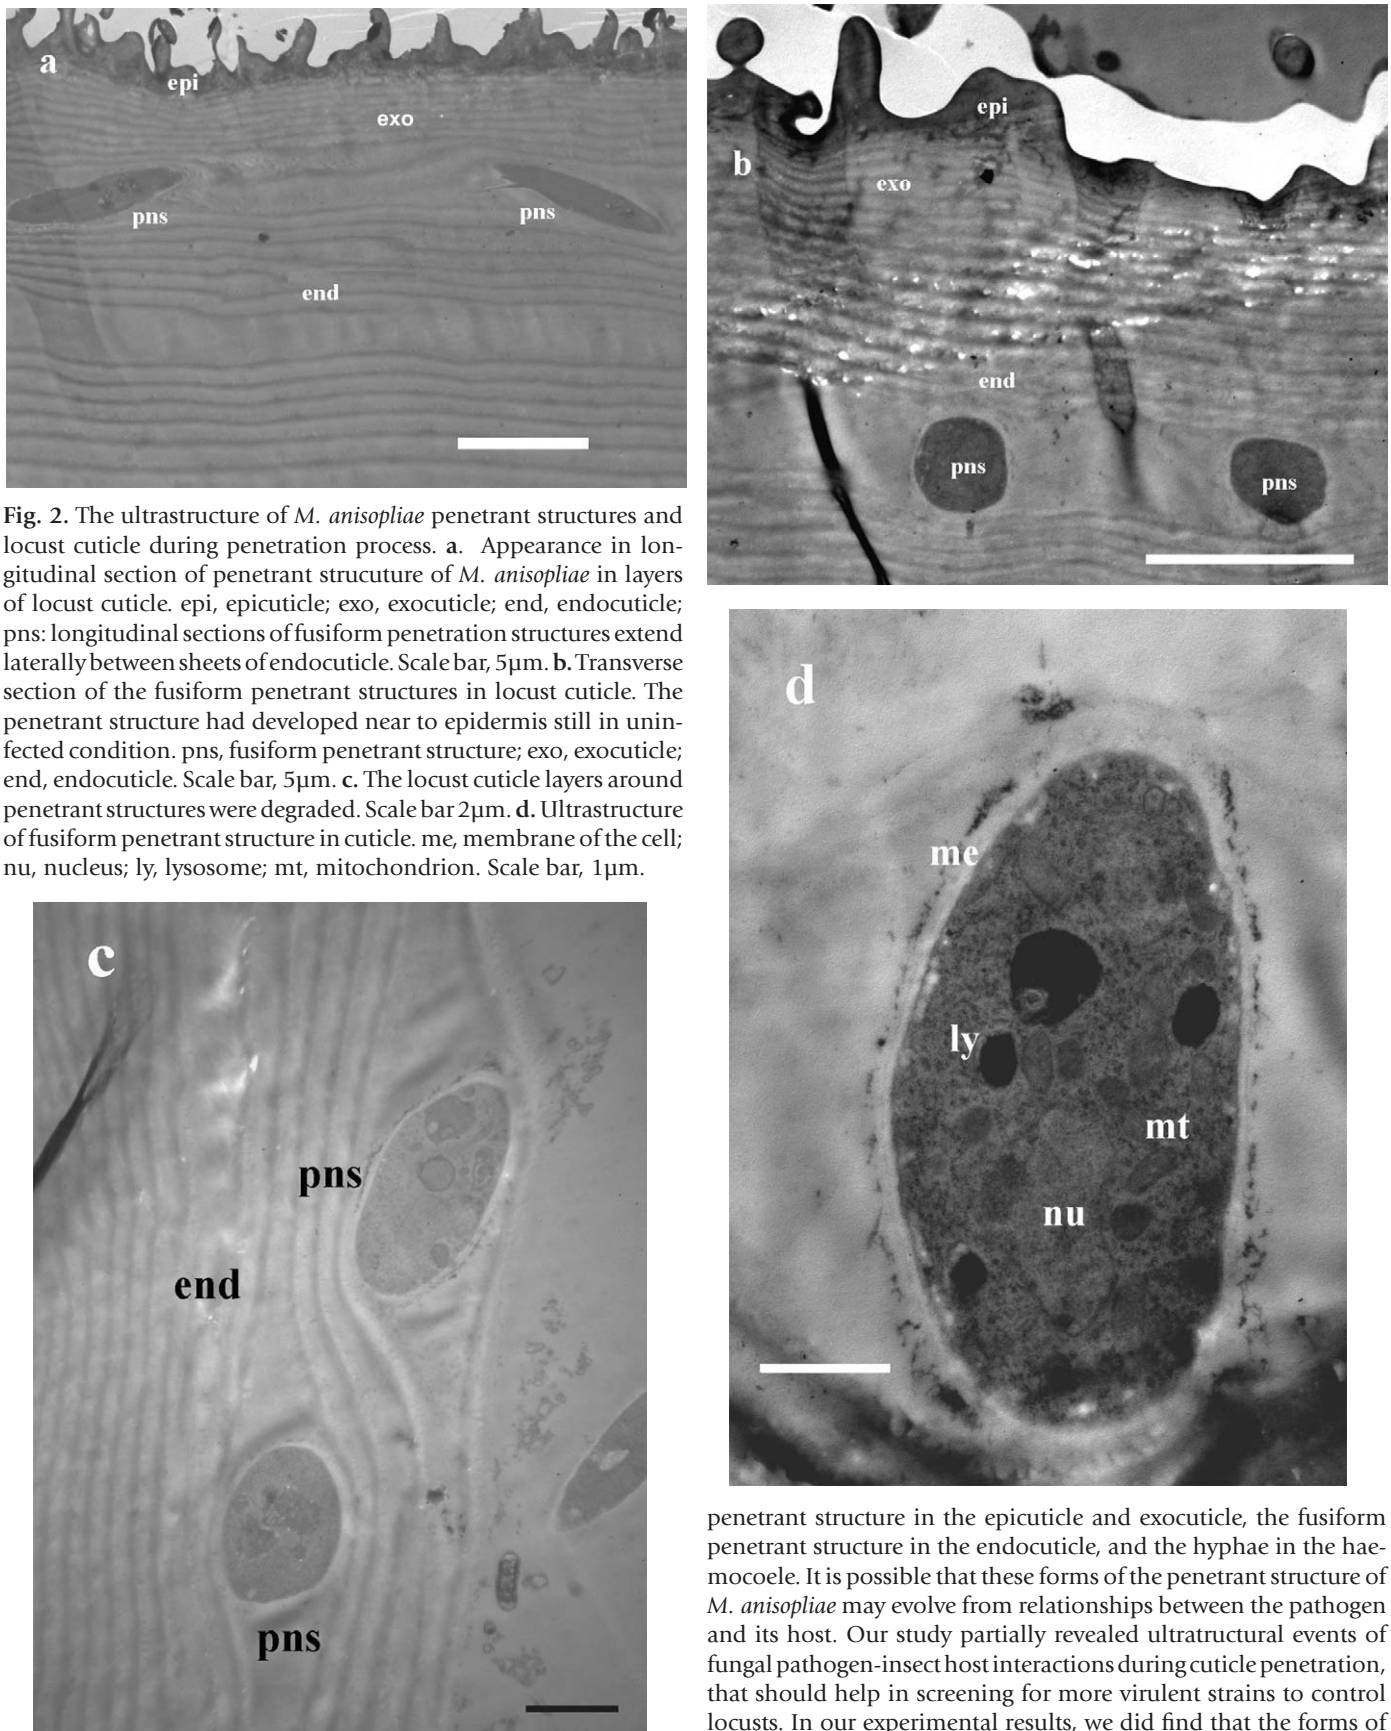 a
epi
exo
pns
pns
end
Fig. 2. The ultrastructure of M. anisopliae penetrant structures and
locust cuticle during penetration process. a. Appearance in lon-
gitudinal section of penetrant strucuture of M. anisopliae in layers
of locust cuticle. epi, epicuticle; exo, exocuticle; end, endocuticle;
pns: longitudinal sections of fusiform penetration structures extend
laterally between sheets of endocuticle. Scale bar, 5µm. b. Transverse
section of the fusiform penetrant structures in locust cuticle. The
penetrant structure had developed near to epidermis still in unin-
fected condition. pns, fusiform penetrant structure; exo, exocuticle;
end, endocuticle. Scale bar, 5µm. c. The locust cuticle layers around
penetrant structures were degraded. Scale bar 2µm. d. Ultrastructure
of fusiform penetrant structure in cuticle. me, membrane of the cell;
nu, nucleus; ly, lysosome; mt, mitochondrion. Scale bar, 1µm.
c
pns
end
pns
b
epi
exo
end
pns
pns
d
me
ly
mt
nu
penetrant structure in the epicuticle and exocuticle, the fusiform
penetrant structure in the endocuticle, and the hyphae in the hae-
mocoele. It is possible that these forms of the penetrant structure of
M. anisopliae may evolve from relationships between the pathogen
and its host. Our study partially revealed ultratructural events of
fungal pathogen-insect host interactions during cuticle penetration,
that should help in screening for more virulent strains to control
locusts. In our experimental results, we did find that the forms of